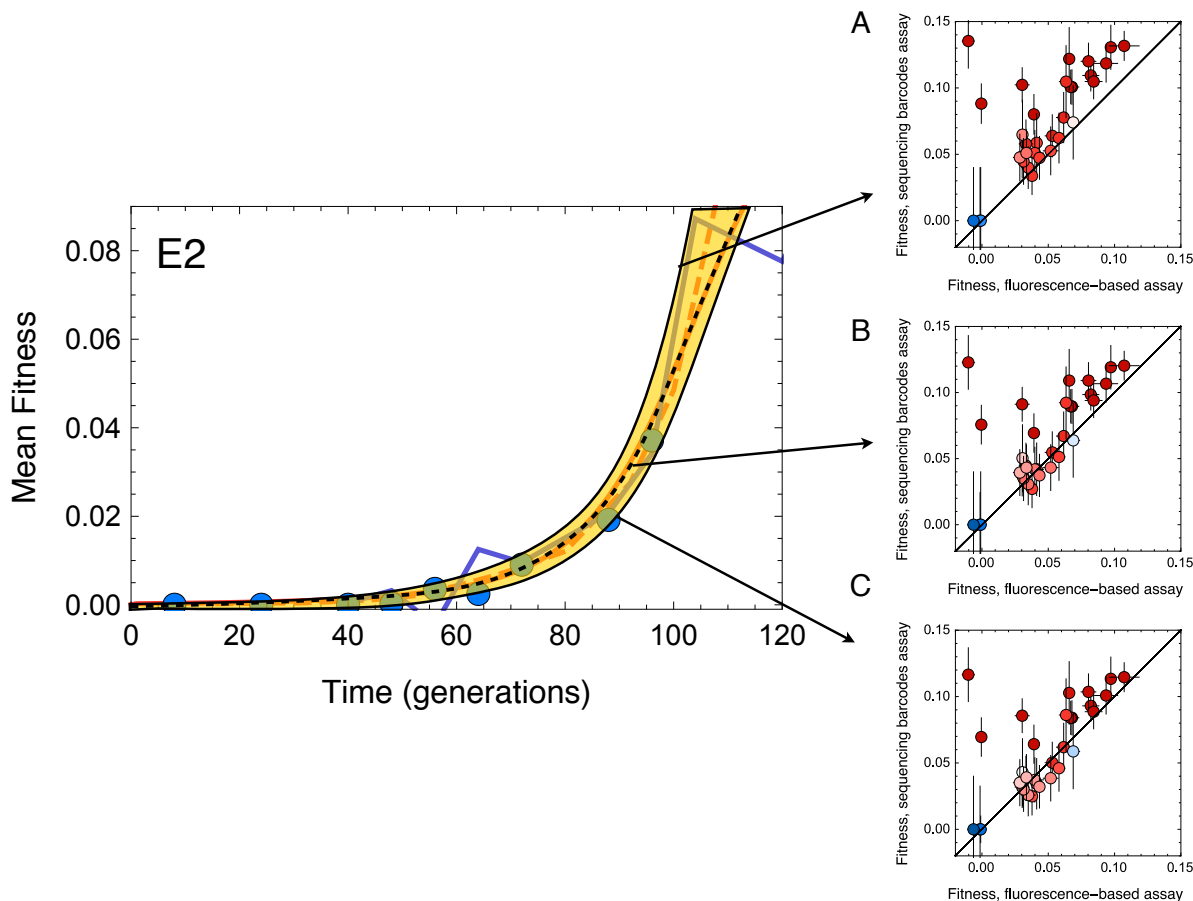 E2
Mean Fitness
0.08
0.06
0.04
0.02
0.00
0 20 40 60 80 100 120
Time (generations)
A
Fitness, sequencing barcodes assay
0.15
0.10
0.05
0.00
0.00 0.05 0.10 0.15
Fitness, fluorescence-based assay
B
Fitness, sequencing barcodes assay
0.15
0.10
0.05
0.00
0.00 0.05 0.10 0.15
Fitness, fluorescence-based assay
C
Fitness, sequencing barcodes assay
0.15
0.10
0.05
0.00
0.00 0.05 0.10 0.15
Fitness, fluorescence-based assay